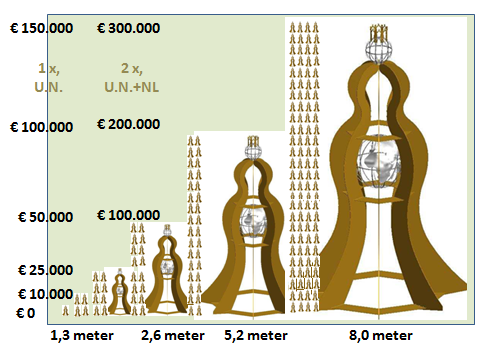 € 150.000 € 300.000
1 x, 2 x,
U.N. U.N.+NL
€ 100.000 € 200.000
€ 50.000 € 100.000
€ 25.000
€ 10.000
€ 0
1,3 meter 2,6 meter 5,2 meter 8,0 meter